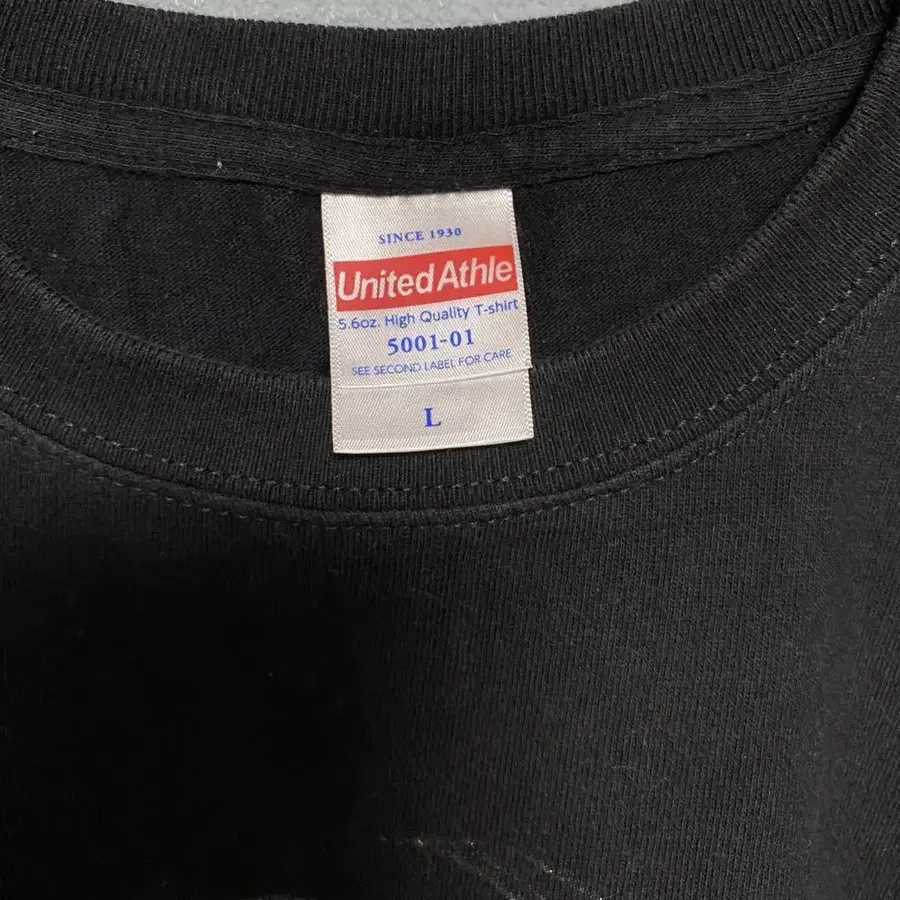 SINCE 1930
United Athle
5.6oz. High Quality T-shirt
5001-01
SEE SECOND LABEL FOR CARE
L